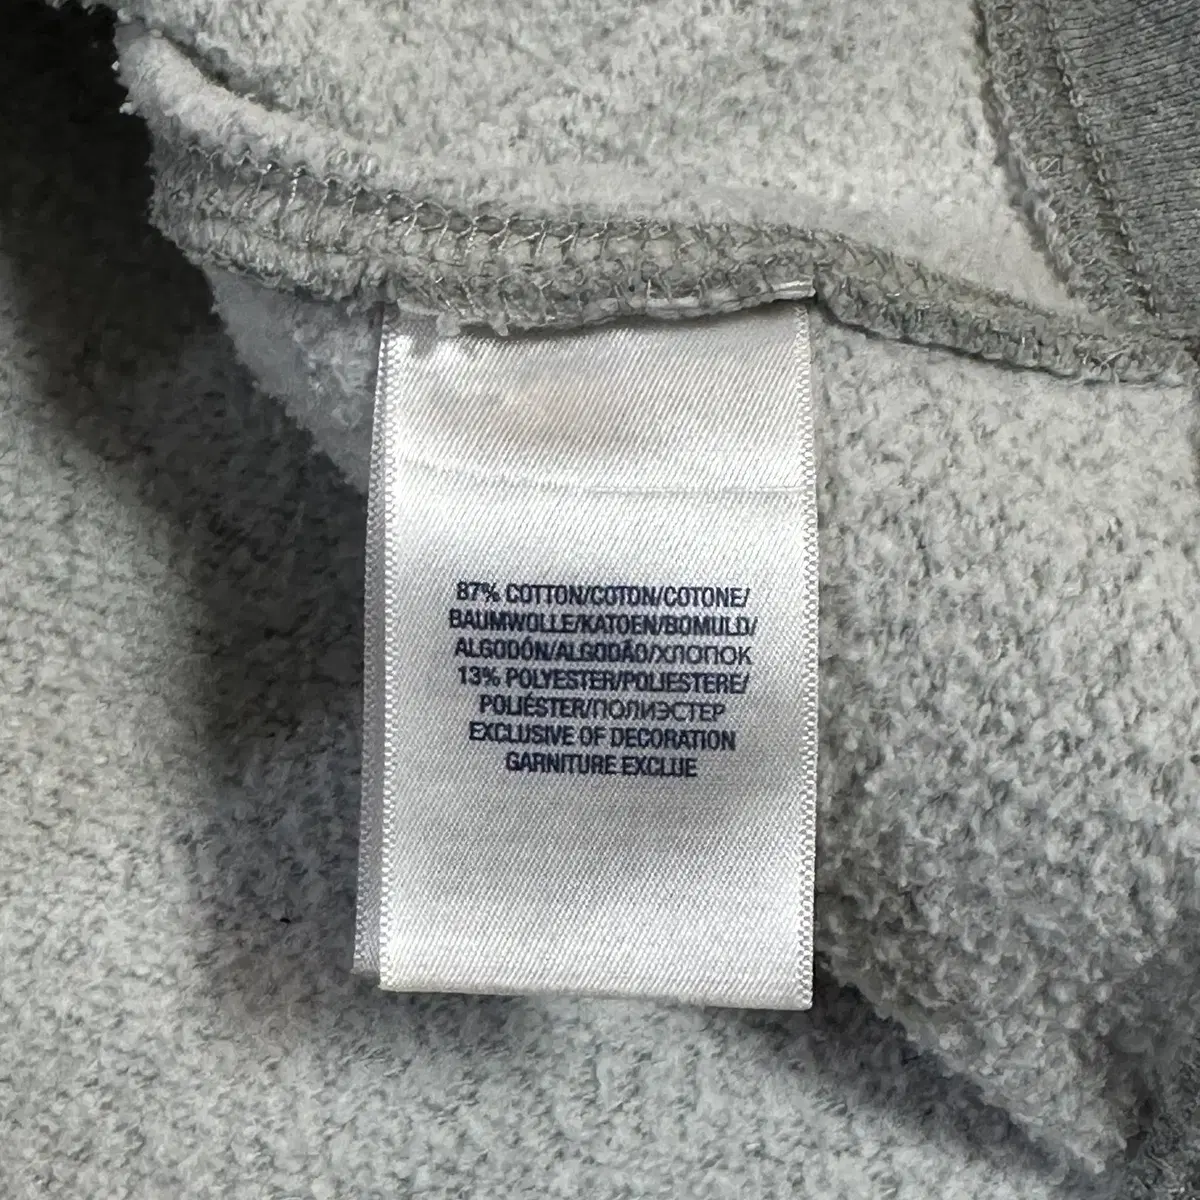 87% COTTON/COTON/COTONE/
BAUMWOLLE/KATOEN/BOMULD/
ALGODÓN/ALGODÃO/ХЛОПОК
13% POLYESTER/POLIESTERE/
POLIÉSTER/ПОЛИЭСТЕР
EXCLUSIVE OF DECORATION
GARNITURE EXCLUE